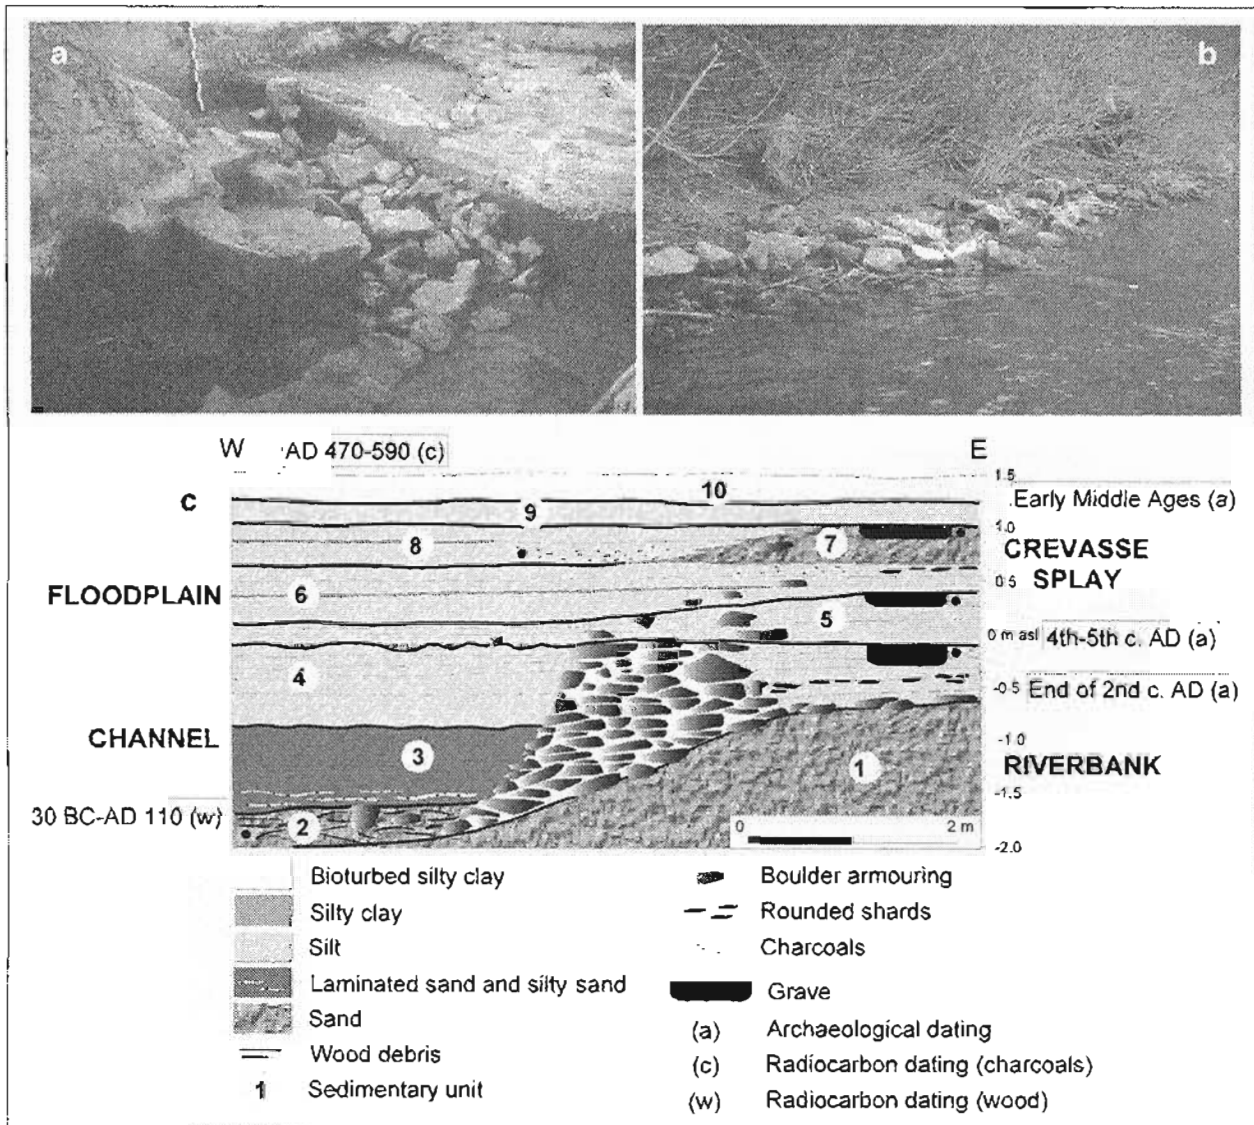 a
b
W
AD 470-590 (c)
E
c
1.5
10
Early Middle Ages (a)
9
1.0
8
7
CREVASSE
SPLAY
FLOODPLAIN
6
0.5
5
0 m asl
4th-5th c. AD (a)
4
-0.5
End of 2nd c. AD (a)
CHANNEL
3
-1.0
1
RIVERBANK
-1.5
30 BC-AD 110 (w)
2
0
2 m
-2.0
Bioturbed silty clay
Silty clay
Silt
Laminated sand and silty sand
Sand
Wood debris
1
Sedimentary unit
Boulder armouring
Rounded shards
Charcoals
Grave
(a)
Archaeological dating
(c)
Radiocarbon dating (charcoals)
(w)
Radiocarbon dating (wood)